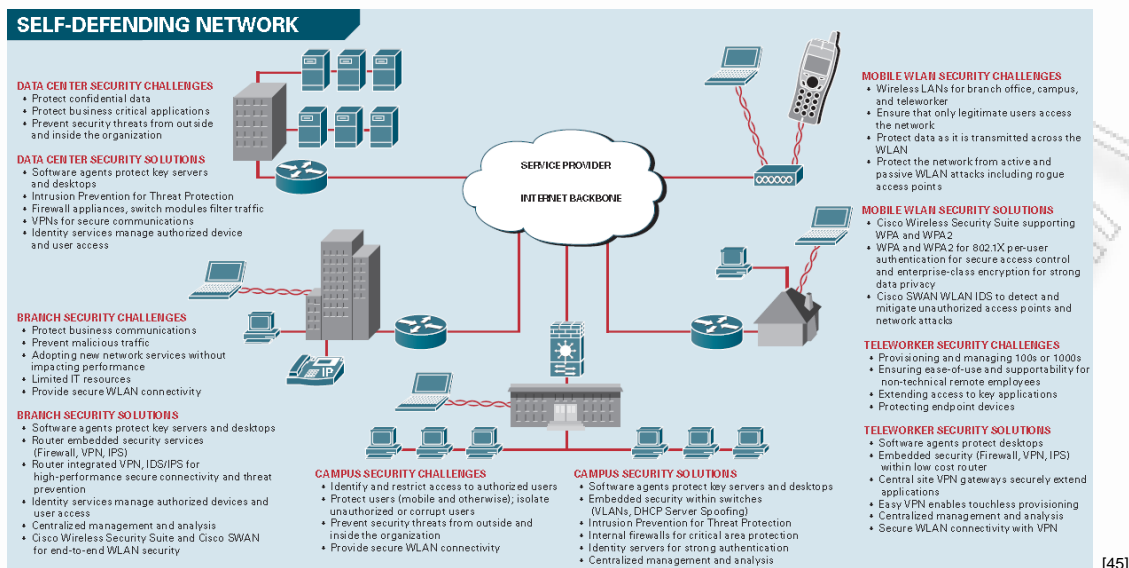 SELF-DEFENDING NETWORK
DATA CENTER SECURITY CHALLENGES
• Protect confidential data
• Protect business critical applications
• Prevent security threats from outside
and inside the organization
DATA CENTER SECURITY SOLUTIONS
• Software agents protect key servers
and desktops
• Intrusion Prevention for Threat Protection
• Firewall appliances, switch modules filter traffic
• VPNs for secure communications
• Identity services manage authorized device
and user access
BRANCH SECURITY CHALLENGES
• Protect business communications
• Prevent malicious traffic
• Adopting new network services without
impacting performance
• Limited IT resources
• Provide secure WLAN connectivity
BRANCH SECURITY SOLUTIONS
• Software agents protect key servers and desktops
• Router embedded security services
(Firewall, VPN, IPS)
• Router integrated VPN, IDS/IPS for
high-performance secure connectivity and threat
prevention
• Identity services manage authorized devices and
user access
• Centralized management and analysis
• Cisco Wireless Security Suite and Cisco SWAN
for end-to-end WLAN security
SERVICE PROVIDER
INTERNET BACKBONE
IP
CAMPUS SECURITY CHALLENGES
• Identify and restrict access to authorized users
• Protect users (mobile and otherwise); isolate
unauthorized or corrupt users
• Prevent security threats from outside and
inside the organization
• Provide secure WLAN connectivity
CAMPUS SECURITY SOLUTIONS
• Software agents protect key servers and desktops
• Embedded security within switches
(VLANs, DHCP Server Spoofing)
• Intrusion Prevention for Threat Protection
• Internal firewalls for critical area protection
• Identity servers for strong authentication
• Centralized management and analysis
MOBILE WLAN SECURITY CHALLENGES
• Wireless LANs for branch office, campus,
and teleworker
• Ensure that only legitimate users access
the network
• Protect data as it is transmitted across the
WLAN
• Protect the network from active and
passive WLAN attacks including rogue
access points
MOBILE WLAN SECURITY SOLUTIONS
• Cisco Wireless Security Suite supporting
WPA and WPA2
• WPA and WPA2 for 802.1X per-user
authentication for secure access control
and enterprise-class encryption for strong
data privacy
• Cisco SWAN WLAN IDS to detect and
mitigate unauthorized access points and
network attacks
TELEWORKER SECURITY CHALLENGES
• Provisioning and managing 100s or 1000s
• Ensuring ease-of-use and supportability for
non-technical remote employees
• Extending access to key applications
• Protecting endpoint devices
TELEWORKER SECURITY SOLUTIONS
• Software agents protect desktops
• Embedded security (Firewall, VPN, IPS)
within low cost router
• Central site VPN gateways securely extend
applications
• Easy VPN enables touchless provisioning
• Centralized management and analysis
• Secure WLAN connectivity with VPN
[45]